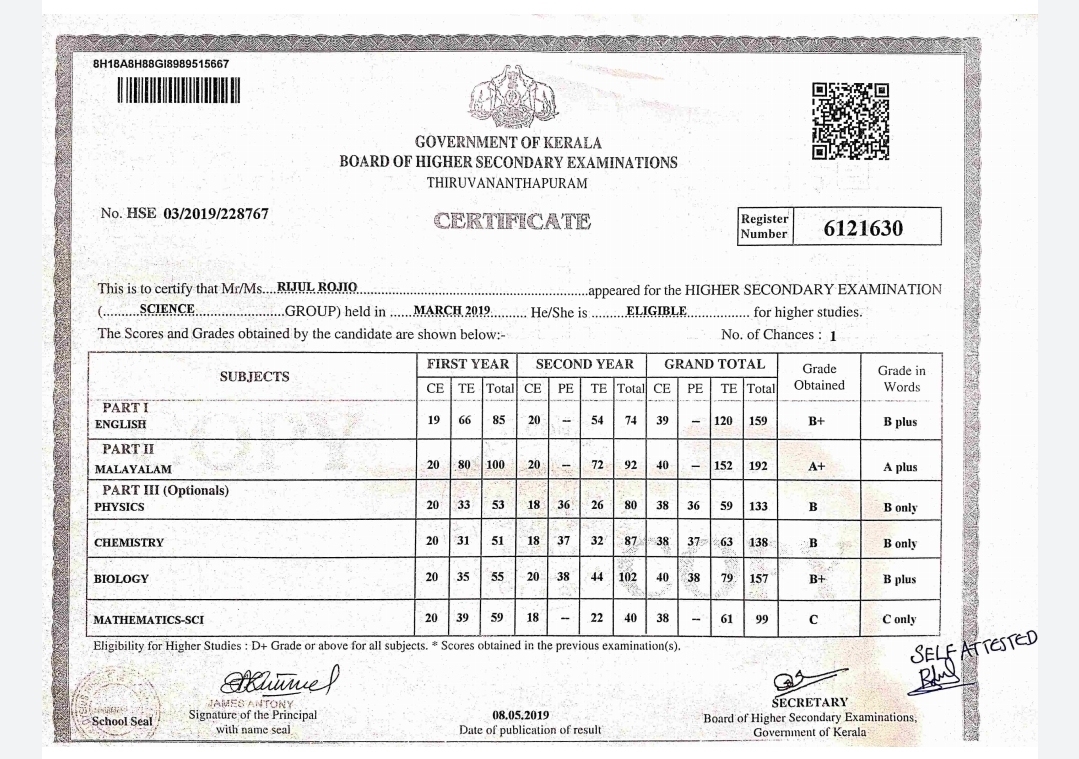 8H18A8H88GI8989515667
GOVERNMENT OF KERALA
BOARD OF HIGHER SECONDARY EXAMINATIONS
THIRUVANANTHAPURAM
No. HSE 03/2019/228767
CERTIFICATE
Register Number 6121630
This is to certify that Mr/Ms....RIJUL ROJIO..........appeared for the HIGHER SECONDARY EXAMINATION
(..........SCIENCE..........GROUP) held in ......MARCH 2019.......... He/She is ..........ELIGIBLE.......... for higher studies.
The Scores and Grades obtained by the candidate are shown below:- No. of Chances : 1
SUBJECTS FIRST YEAR SECOND YEAR GRAND TOTAL Grade Obtained Grade in Words
CE TE Total CE PE TE Total CE PE TE Total
PART I
ENGLISH 19 66 85 20 -- 54 74 39 -- 120 159 B+ B plus
PART II
MALAYALAM 20 80 100 20 -- 72 92 40 -- 152 192 A+ A plus
PART III (Optionals)
PHYSICS 20 33 53 18 36 26 80 38 36 59 133 B B only
CHEMISTRY 20 31 51 18 37 32 87 38 37 63 138 B B only
BIOLOGY 20 35 55 20 38 44 102 40 38 79 157 B+ B plus
MATHEMATICS-SCI 20 39 59 18 -- 22 40 38 -- 61 99 C C only
COPY
COPY
Eligibility for Higher Studies : D+ Grade or above for all subjects. * Scores obtained in the previous examination(s).
SELF ATTESTED
JAMES ANTONY
School Seal
Signature of the Principal
with name seal
08.05.2019
Date of publication of result
SECRETARY
Board of Higher Secondary Examinations,
Government of Kerala